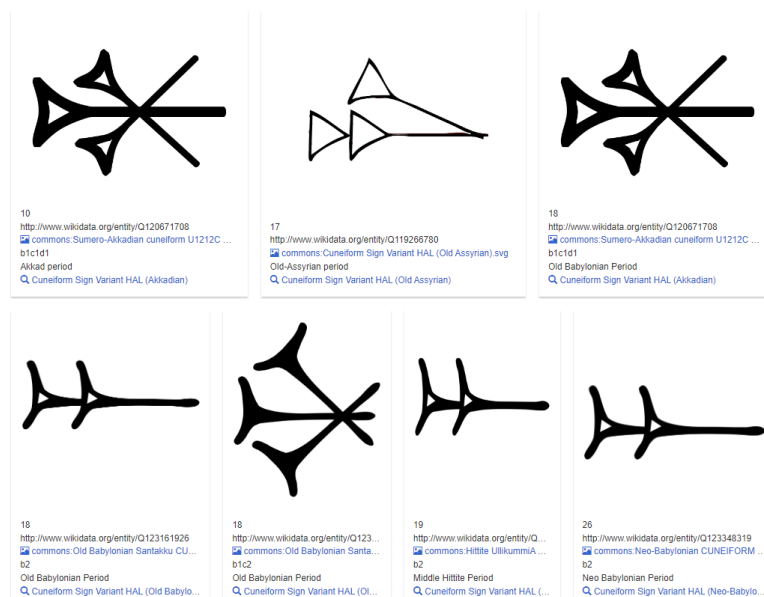 10
http://www.wikidata.org/entity/Q120671708
commons:Sumero-Akkadian cuneiform U1212C ...
b1c1d1
Akkad period
Cuneiform Sign Variant HAL (Akkadian)
17
http://www.wikidata.org/entity/Q119266780
commons:Cuneiform Sign Variant HAL (Old Assyrian).svg
Old-Assyrian period
Cuneiform Sign Variant HAL (Old Assyrian)
18
http://www.wikidata.org/entity/Q120671708
commons:Sumero-Akkadian cuneiform U1212C ...
b1c1d1
Old Babylonian Period
Cuneiform Sign Variant HAL (Akkadian)
18
http://www.wikidata.org/entity/Q123161926
commons:Old Babylonian Santakku CU...
b2
Old Babylonian Period
Cuneiform Sign Variant HAL (Old Babylo...
18
http://www.wikidata.org/entity/Q123...
commons:Old Babylonian Santa...
b1c2
Old Babylonian Period
Cuneiform Sign Variant HAL (Ol...
19
http://www.wikidata.org/entity/Q...
commons:Hittite UllikummiA ...
b2
Middle Hittite Period
Cuneiform Sign Variant HAL (...
26
http://www.wikidata.org/entity/Q123348319
commons:Neo-Babylonian CUNEIFORM ...
b2
Neo Babylonian Period
Cuneiform Sign Variant HAL (Neo-Babylo...